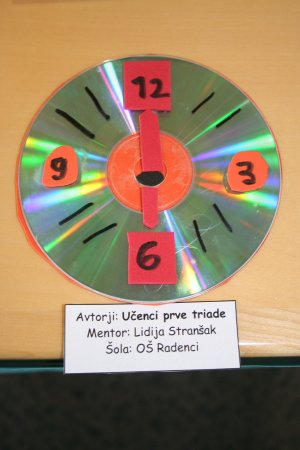 12
9
3
6
Avtorji: Učenci prve triade
Mentor: Lidija Stranšak
Šola: OŠ Radenci